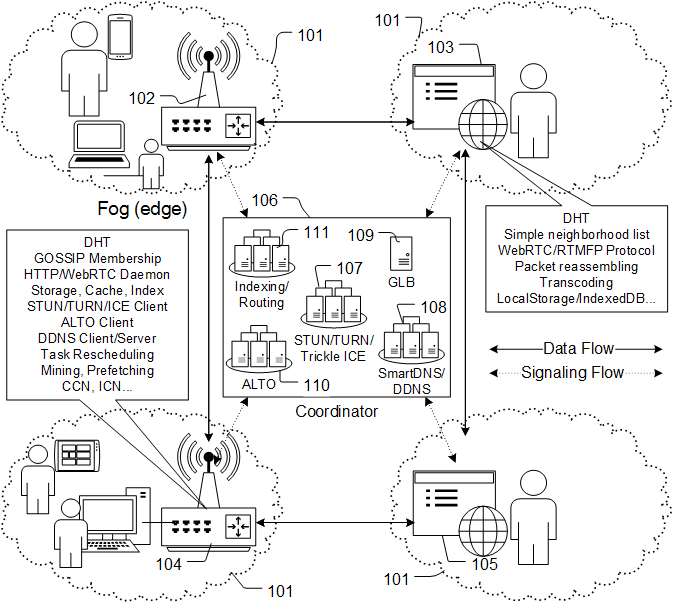 101
101
103
102
Fog (edge)
106
DHT
GOSSIP Membership
HTTP/WebRTC Daemon
Storage, Cache, Index
STUN/TURN/ICE Client
ALTO Client
DDNS Client/Server
Task Rescheduling
Mining, Prefetching
CCN, ICN...
111
Indexing/
Routing
109
GLB
107
STUN/TURN/
Trickle ICE
108
SmartDNS/
DDNS
ALTO
110
Coordinator
DHT
Simple neighborhood list
WebRTC/RTMFP Protocol
Packet reassembling
Transcoding
LocalStorage/IndexedDB...
Data Flow
Signaling Flow
104
101
105
101